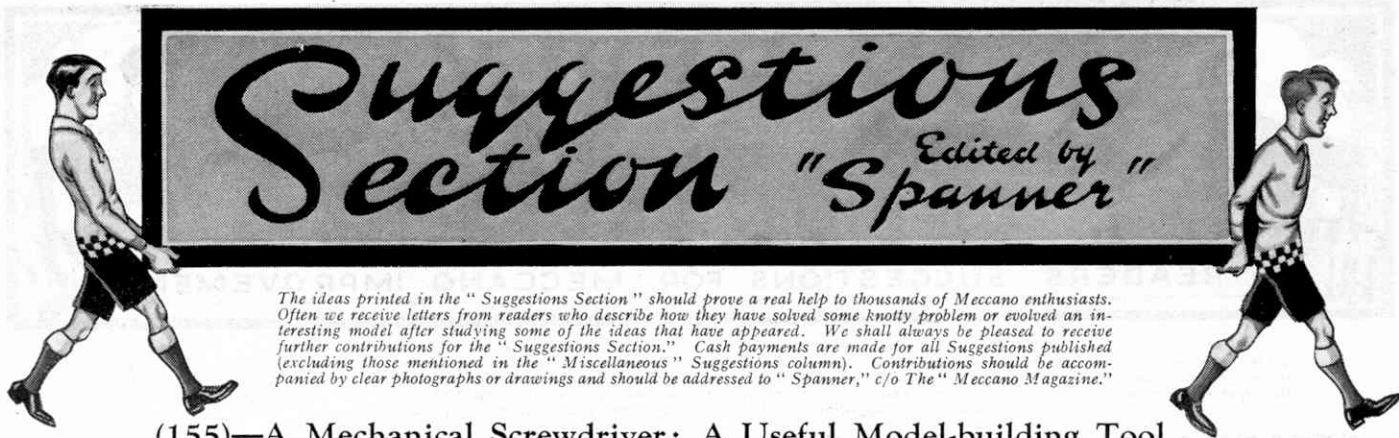 Suggestions
Section
Edited by
"Spanner"
The ideas printed in the " Suggestions Section " should prove a real help to thousands of Meccano enthusiasts.
Often we receive letters from readers who describe how they have solved some knotty problem or evolved an in-
teresting model after studying some of the ideas that have appeared. We shall always be pleased to receive
further contributions for the " Suggestions Section." Cash payments are made for all Suggestions published
(excluding those mentioned in the " Miscellaneous " Suggestions column). Contributions should be accom-
panied by clear photographs or drawings and should be addressed to " Spanner," c/o The " Meccano Magazine."
(155)—A Mechanical Screwdriver: A Useful Model-building Tool